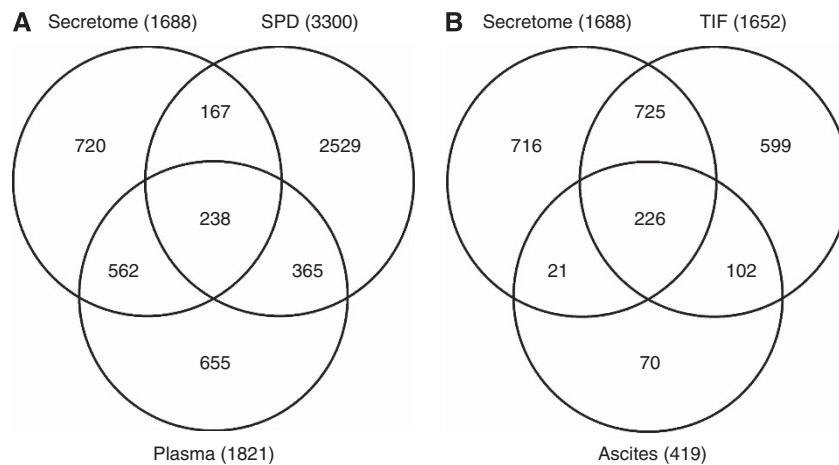 A Secretome (1688) SPD (3300)
167
720 2529
238
562 365
655
Plasma (1821)
B Secretome (1688) TIF (1652)
725
716 599
226
21 102
70
Ascites (419)